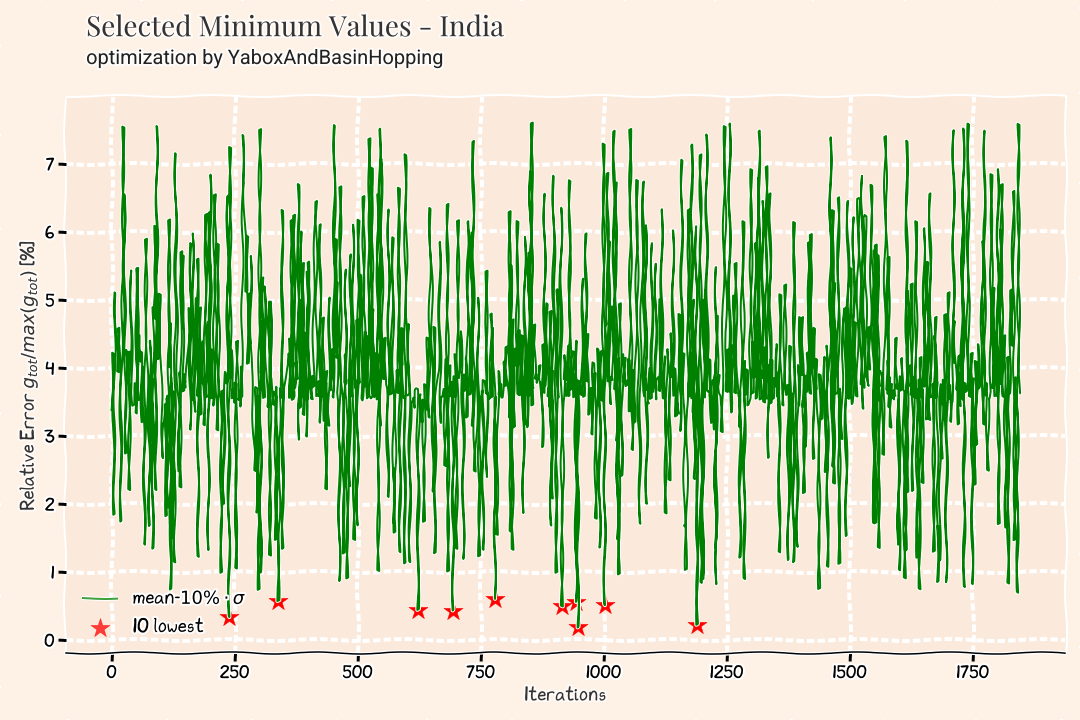 Selected Minimum Values - India
optimization by YaboxAndBasinHopping
Relative Error g_tot/max(g_tot) [%]
7
6
5
4
3
2
1
0
mean-10% · σ
10 lowest
0 250 500 750 1000 1250 1500 1750
Iterations